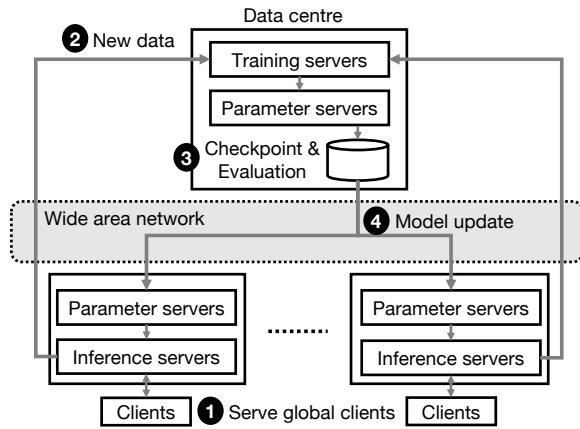 Data centre
2 New data
Training servers
Parameter servers
3 Checkpoint &
Evaluation
Wide area network
4 Model update
Parameter servers
Parameter servers
Inference servers
Inference servers
Clients
1 Serve global clients
Clients